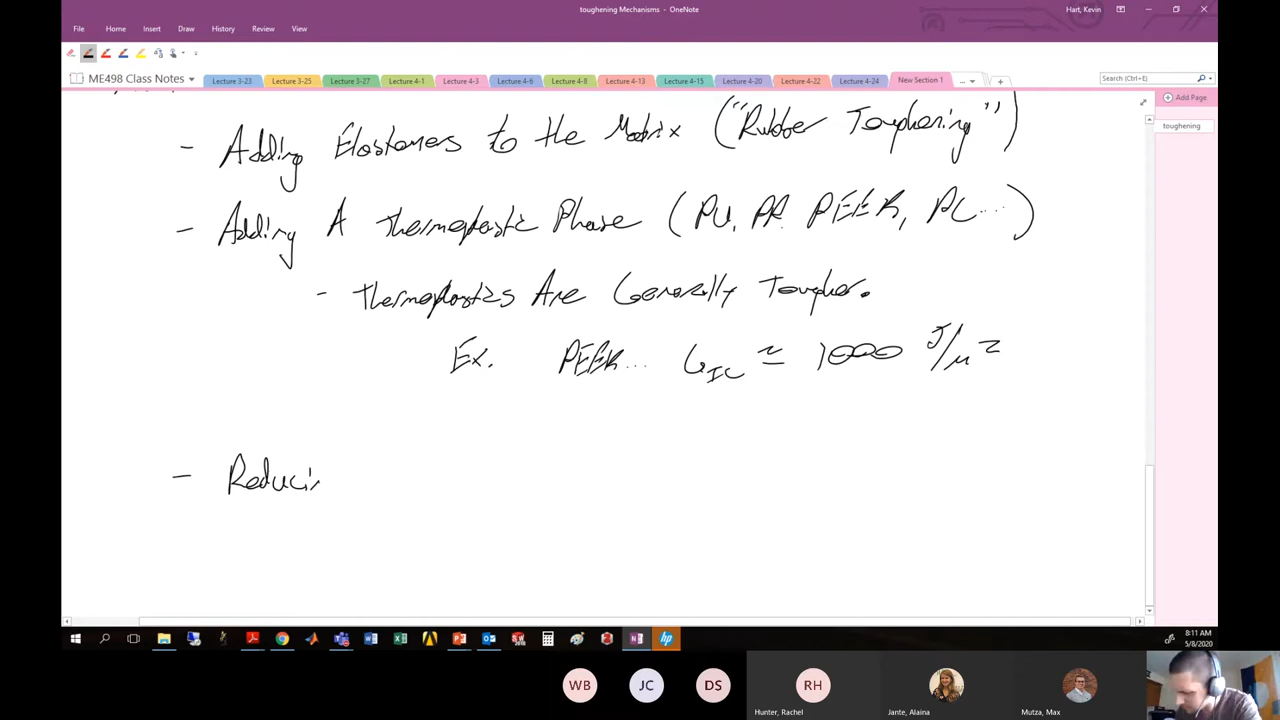 toughening Mechanisms - OneNote
Hart, Kevin
File Home Insert Draw History Review View
ME498 Class Notes
Lecture 3-23 Lecture 3-25 Lecture 3-27 Lecture 4-1 Lecture 4-3 Lecture 4-6 Lecture 4-8 Lecture 4-13 Lecture 4-15 Lecture 4-20 Lecture 4-22 Lecture 4-24 New Section 1 ... +
Search (Ctrl+E)
Add Page
toughening
- Adding Elastomers to the Matrix ("Rubber Toughening")
- Adding A Thermoplastic Phase (PU, PP, PEEK, PC...)
- Thermoplastics Are Generally Tougher.
Ex. PEEK... GIC ≃ 1000 J/m2
- Reducin
8:11 AM
5/8/2020
WB JC DS RH
Hunter, Rachel
Jante, Alaina
Mutza, Max